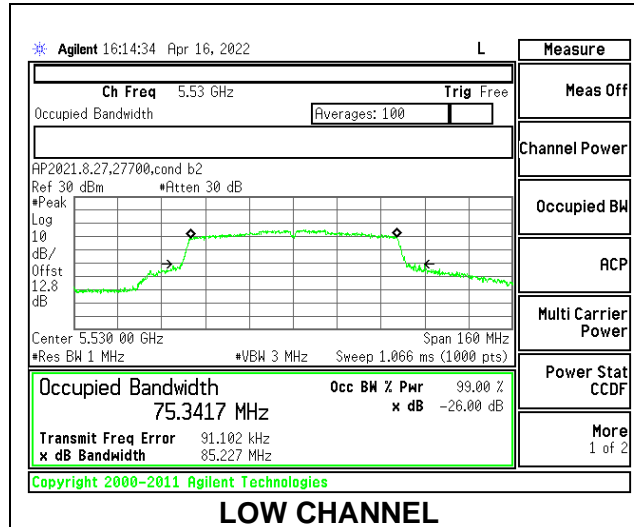 Agilent 16:14:34 Apr 16, 2022 L
Measure
Ch Freq 5.53 GHz Trig Free
Meas Off
Occupied Bandwidth Averages: 100
Channel Power
AP2021.8.27,27700,cond b2
Ref 30 dBm #Atten 30 dB
#Peak
Log
10
dB/
Offst
12.8
dB
Occupied BW
ACP
Center 5.530 00 GHz Span 160 MHz
#Res BW 1 MHz #VBW 3 MHz Sweep 1.066 ms (1000 pts)
Multi Carrier
Power
Occupied Bandwidth Occ BW % Pwr 99.00 %
75.3417 MHz x dB -26.00 dB
Transmit Freq Error 91.102 kHz
x dB Bandwidth 85.227 MHz
Power Stat
CCDF
More
1 of 2
Copyright 2000-2011 Agilent Technologies
LOW CHANNEL